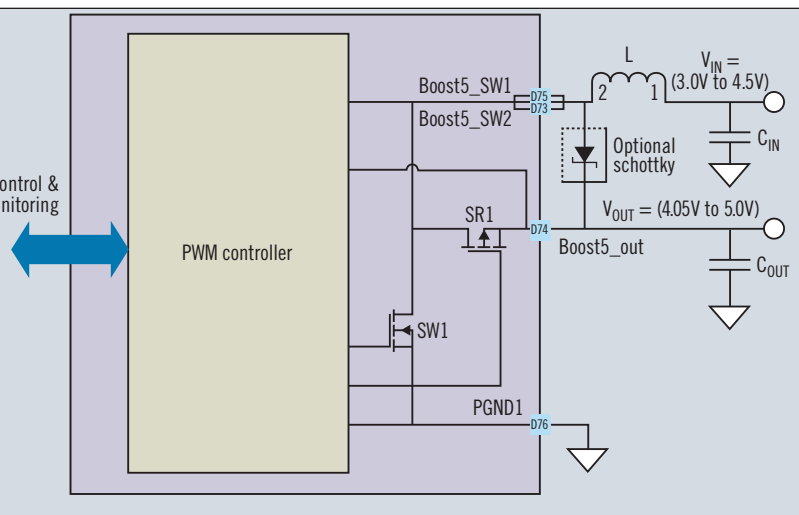 L
V_IN =
(3.0V to 4.5V)
Boost5_SW1
D75
2
1
D73
Boost5_SW2
C_IN
Optional
schottky
ontrol &
nitoring
SR1
V_OUT = (4.05V to 5.0V)
D74
Boost5_out
PWM controller
C_OUT
SW1
PGND1
D76